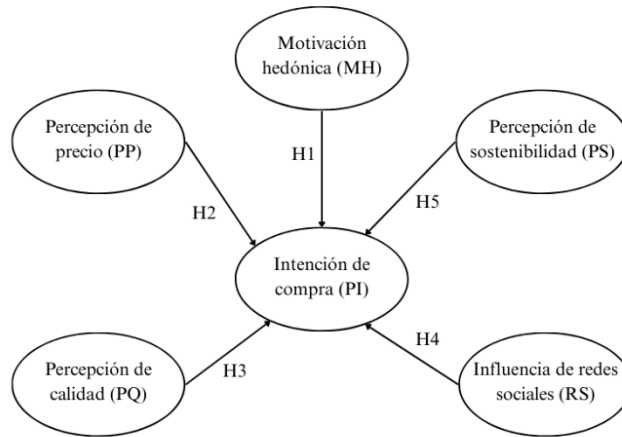 Motivación
hedónica (MH)
Percepción de
precio (PP)
Percepción de
sostenibilidad (PS)
H1
H2
H5
Intención de
compra (PI)
H3
H4
Percepción de
calidad (PQ)
Influencia de redes
sociales (RS)